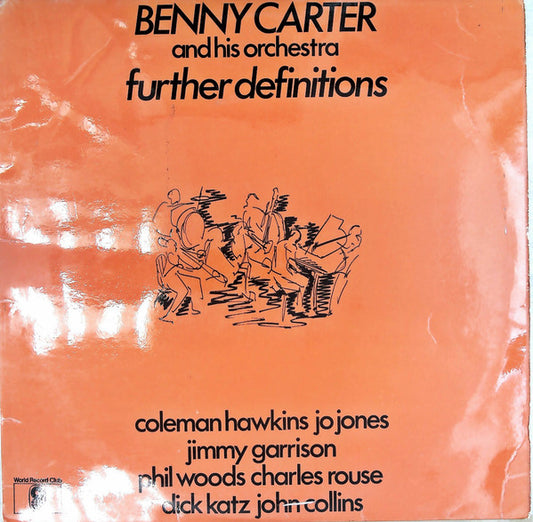 BENNY CARTER
and his orchestra
further definitions
coleman hawkins jo jones
jimmy garrison
phil woods charles rouse
dick katz john collins
World Record Club